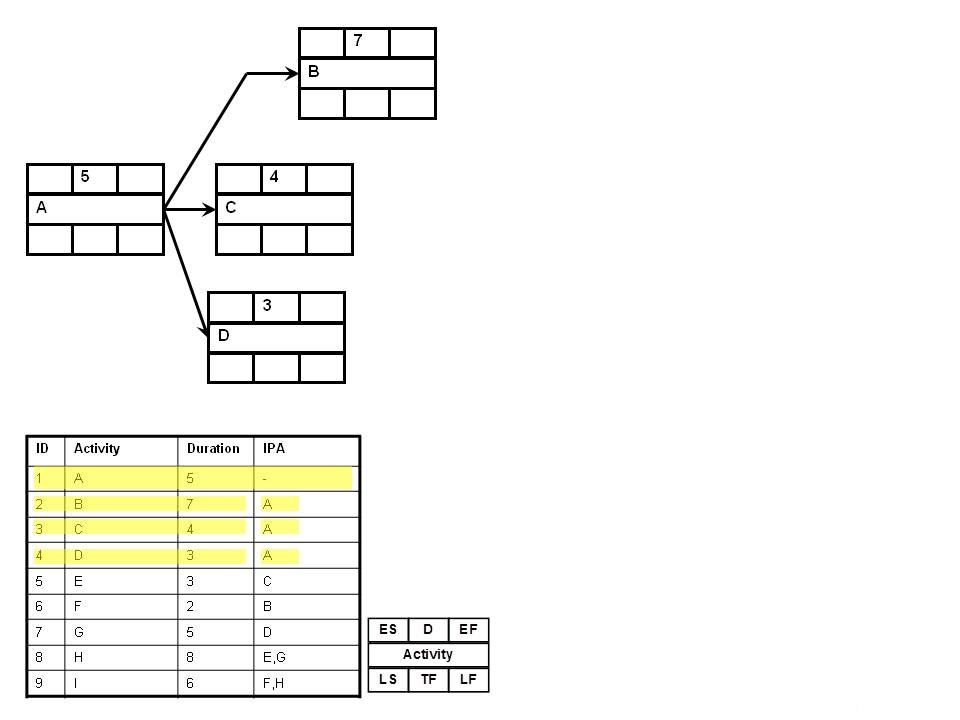 7
B
5
A
4
C
3
D
ID Activity Duration IPA
1 A 5 -
2 B 7 A
3 C 4 A
4 D 3 A
5 E 3 C
6 F 2 B
7 G 5 D
8 H 8 E,G
9 I 6 F,H
ES D EF
Activity
LS TF LF